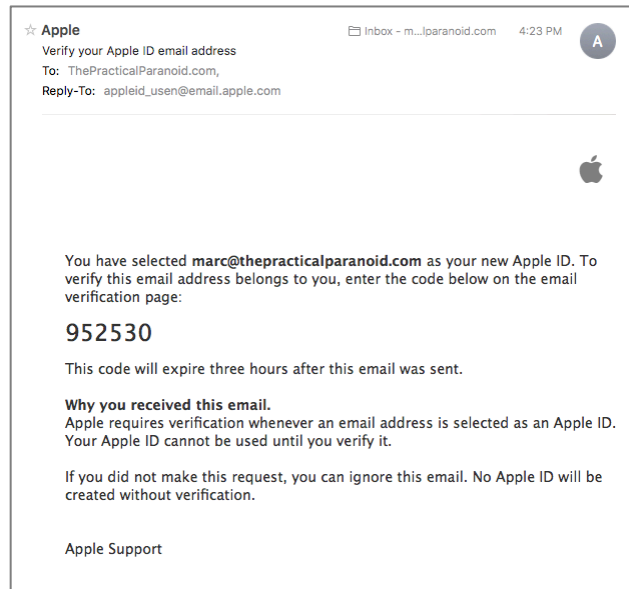 Apple
Inbox - m...lparanoid.com 4:23 PM
A
Verify your Apple ID email address
To: ThePracticalParanoid.com,
Reply-To: appleid_usen@email.apple.com
You have selected marc@thepracticalparanoid.com as your new Apple ID. To
verify this email address belongs to you, enter the code below on the email
verification page:
952530
This code will expire three hours after this email was sent.
Why you received this email.
Apple requires verification whenever an email address is selected as an Apple ID.
Your Apple ID cannot be used until you verify it.
If you did not make this request, you can ignore this email. No Apple ID will be
created without verification.
Apple Support